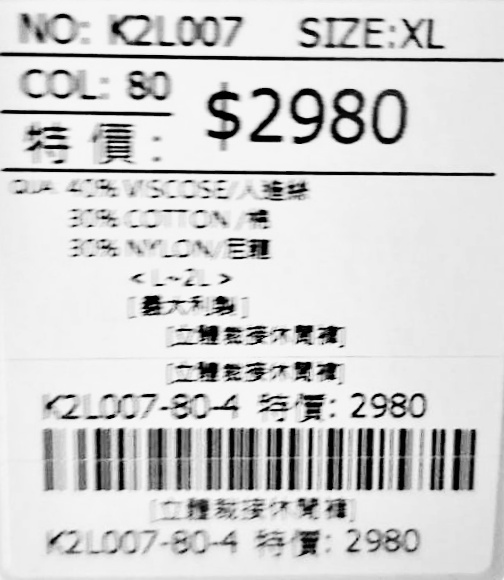 NO: K2L007 SIZE:XL
COL: 80
特價: $2980
QUA: 40% VISCOSE/人造絲
30% COTTON/棉
30% NYLON/尼龍
<L~2L>
[義大利製]
[立體裁接休閒褲]
[立體裁接休閒褲]
K2L007-80-4 特價: 2980
[立體裁接休閒褲]
K2L007-80-4 特價: 2980